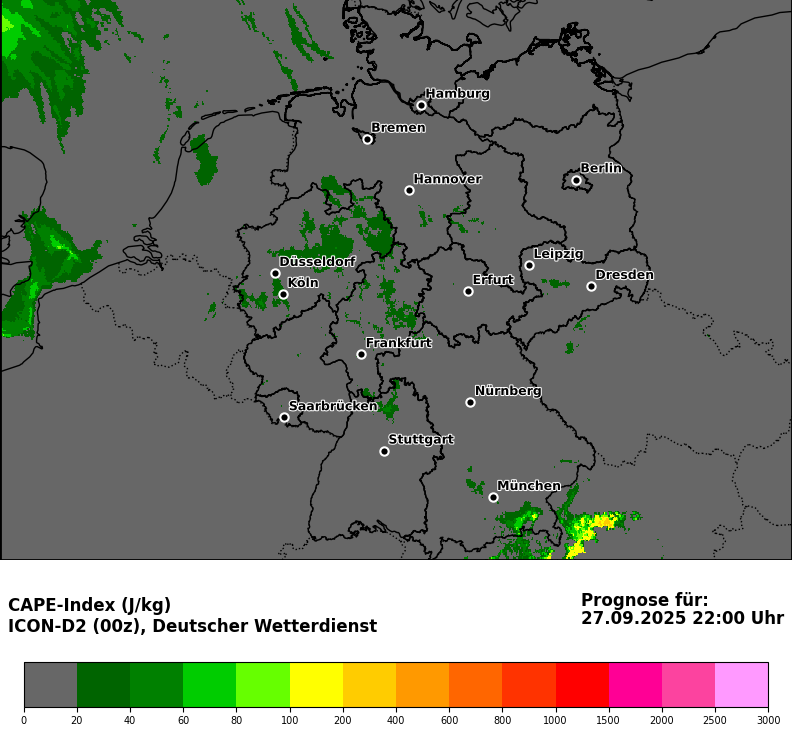 Hamburg
Bremen
Berlin
Hannover
Leipzig
Düsseldorf
Dresden
Köln
Erfurt
Frankfurt
Nürnberg
Saarbrücken
Stuttgart
München
CAPE-Index (J/kg)
ICON-D2 (00z), Deutscher Wetterdienst
Prognose für:
27.09.2025 22:00 Uhr
0 20 40 60 80 100 200 400 600 800 1000 1500 2000 2500 3000